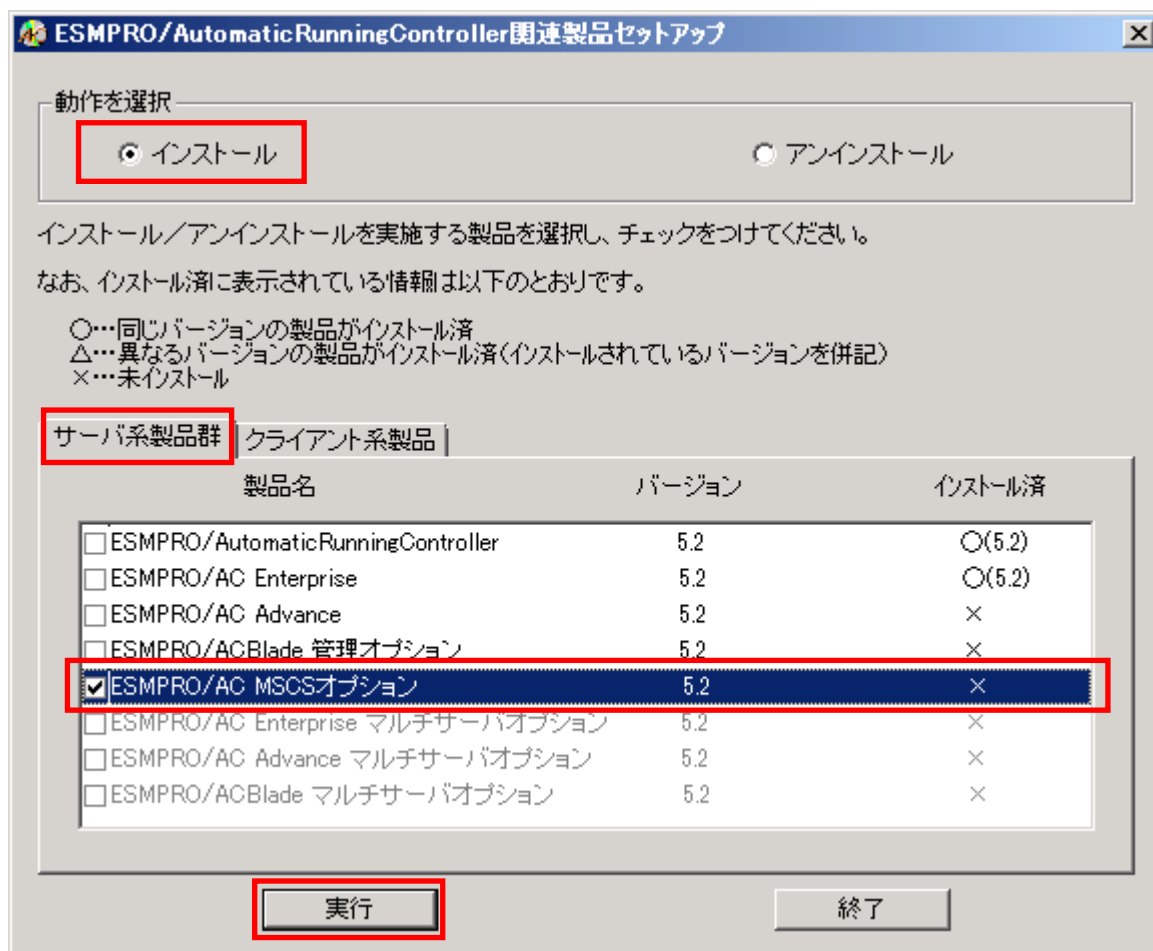 ESMPRO/AutomaticRunningController関連製品セットアップ
動作を選択
インストール アンインストール
インストール／アンインストールを実施する製品を選択し、チェックをつけてください。
なお、インストール済に表示されている情報は以下のとおりです。
○…同じバージョンの製品がインストール済
△…異なるバージョンの製品がインストール済(インストールされているバージョンを併記)
×…未インストール
サーバ系製品群 クライアント系製品
製品名 バージョン インストール済
ESMPRO/AutomaticRunningController 5.2 ○(5.2)
ESMPRO/AC Enterprise 5.2 ○(5.2)
ESMPRO/AC Advance 5.2 ×
ESMPRO/ACBlade 管理オプション 5.2 ×
ESMPRO/AC MSCSオプション 5.2 ×
ESMPRO/AC Enterprise マルチサーバオプション 5.2 ×
ESMPRO/AC Advance マルチサーバオプション 5.2 ×
ESMPRO/ACBlade マルチサーバオプション 5.2 ×
実行 終了